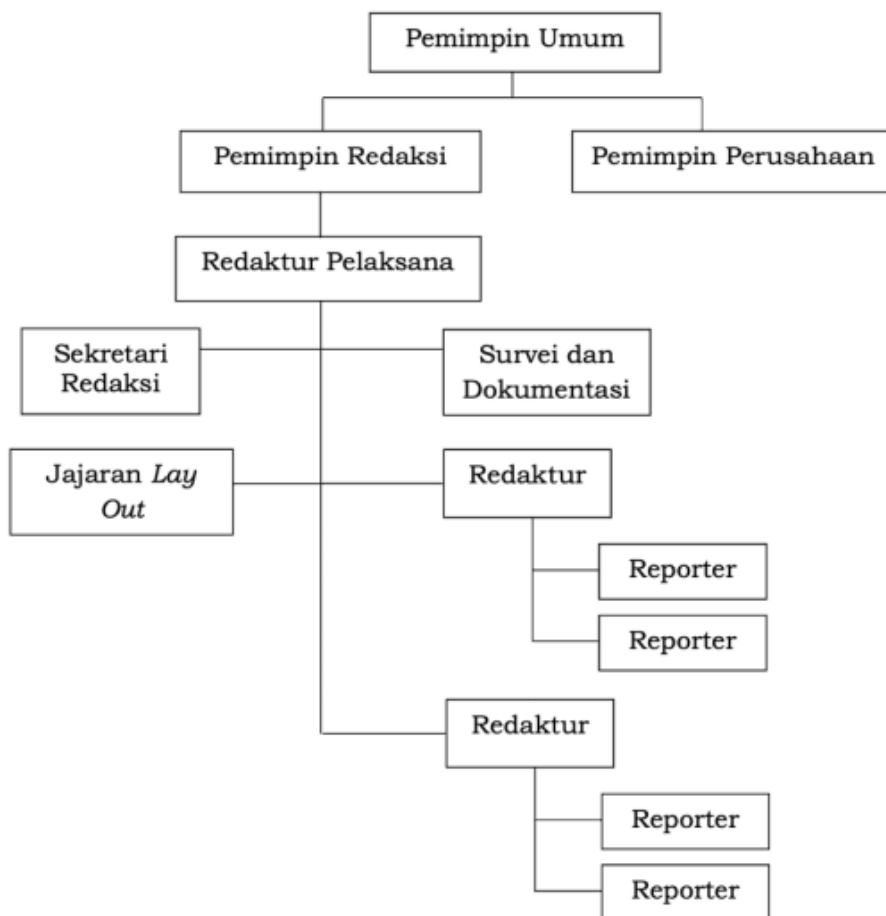 Pemimpin Umum
Pemimpin Redaksi
Pemimpin Perusahaan
Redaktur Pelaksana
Sekretari
Redaksi
Survei dan
Dokumentasi
Jajaran Lay
Out
Redaktur
Reporter
Reporter
Redaktur
Reporter
Reporter